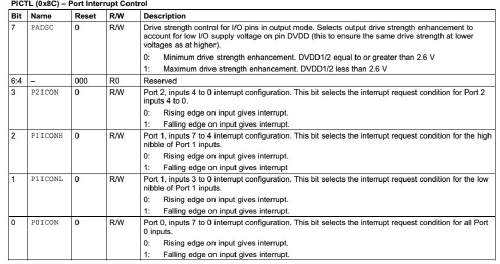 PICTL (0x8C) – Port Interrupt Control
Bit Name Reset R/W Description
7 PADSC 0 R/W Drive strength control for I/O pins in output mode. Selects output drive strength enhancement to
account for low I/O supply voltage on pin DVDD (this to ensure the same drive strength at lower
voltages as at higher).
0: Minimum drive strength enhancement. DVDD1/2 equal to or greater than 2.6 V
1: Maximum drive strength enhancement. DVDD1/2 less than 2.6 V
6:4 – 000 R0 Reserved
3 P2ICON 0 R/W Port 2, inputs 4 to 0 interrupt configuration. This bit selects the interrupt request condition for Port 2
inputs 4 to 0.
0: Rising edge on input gives interrupt.
1: Falling edge on input gives interrupt.
2 P1ICONH 0 R/W Port 1, inputs 7 to 4 interrupt configuration. This bit selects the interrupt request condition for the high
nibble of Port 1 inputs.
0: Rising edge on input gives interrupt.
1: Falling edge on input gives interrupt
1 P1ICONL 0 R/W Port 1, inputs 3 to 0 interrupt configuration. This bit selects the interrupt request condition for the low
nibble of Port 1 inputs.
0: Rising edge on input gives interrupt.
1: Falling edge on input gives interrupt.
0 P0ICON 0 R/W Port 0, inputs 7 to 0 interrupt configuration. This bit selects the interrupt request condition for all Port
0 inputs.
0: Rising edge on input gives interrupt.
1: Falling edge on input gives interrupt.